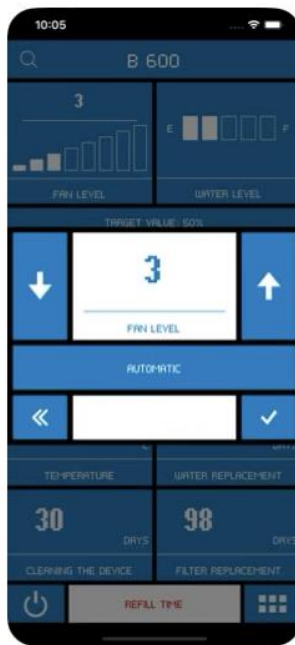 10:05
B 600
3
E F
FAN LEVEL
WATER LEVEL
TARGET VALUE: 50%
3
FAN LEVEL
AUTOMATIC
C
DAYS
TEMPERATURE
WATER REPLACEMENT
30 DAYS
98 DAYS
CLEANING THE DEVICE
FILTER REPLACEMENT
REFILL TIME